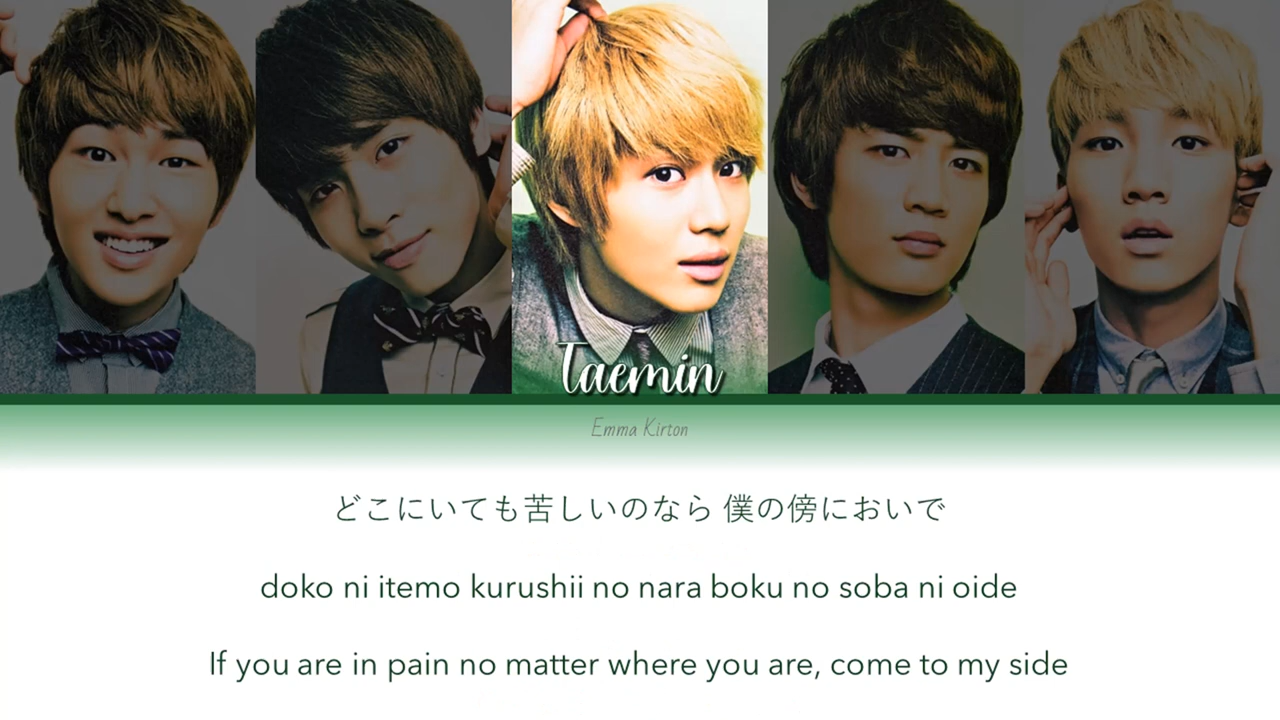 Taemin
Emma Kirton
どこにいても苦しいのなら 僕の傍においで
doko ni itemo kurushii no nara boku no soba ni oide
If you are in pain no matter where you are, come to my side